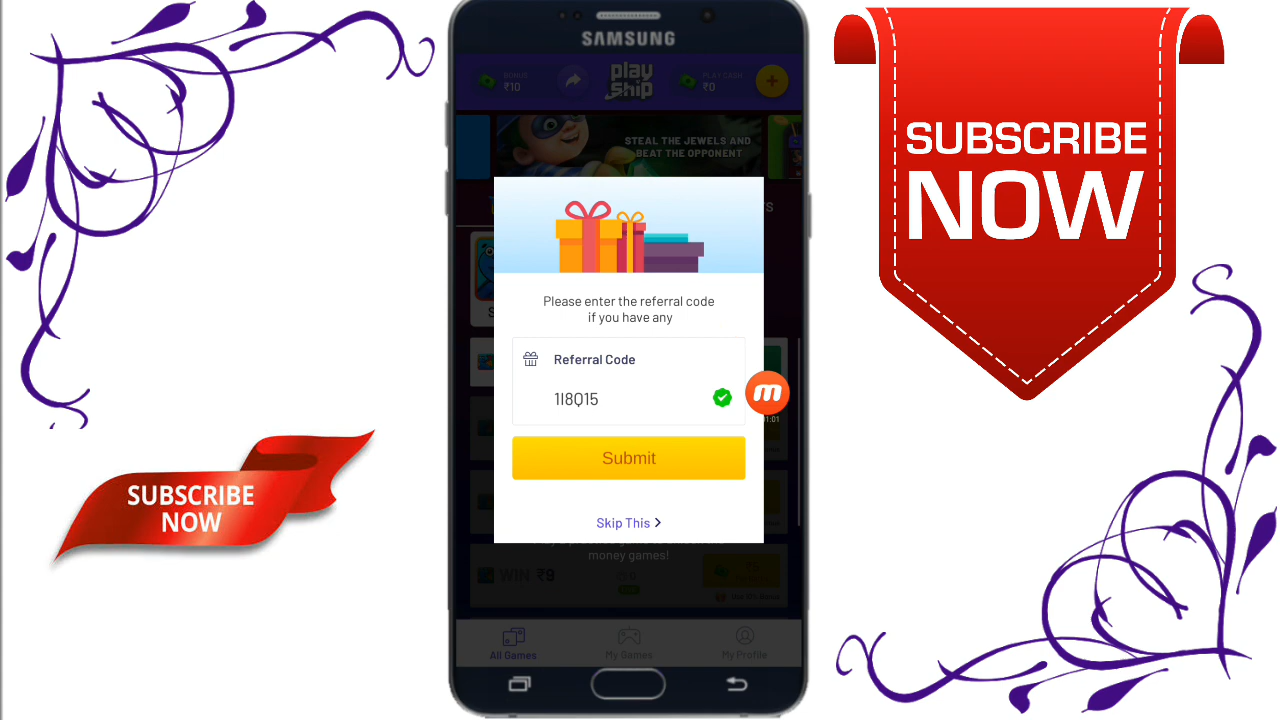 SAMSUNG
BONUS
₹10
play
ship
PLAY CASH
₹0
STEAL THE JEWELS AND
BEAT THE OPPONENT
Please enter the referral code
if you have any
Referral Code
1I8Q15
Submit
Skip This
money games!
WIN ₹9
All Games
My Games
My Profile
SUBSCRIBE
NOW
SUBSCRIBE
NOW